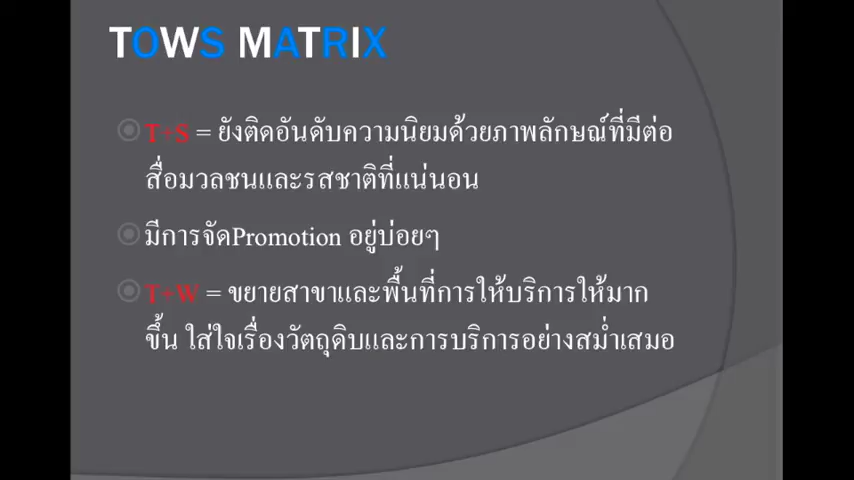 TOWS MATRIX
T+S = ยังติดอันดับความนิยมด้วยภาพลักษณ์ที่มีต่อ
สื่อมวลชนและรสชาติที่แน่นอน
มีการจัดPromotion อยู่บ่อยๆ
T+W = ขยายสาขาและพื้นที่การให้บริการให้มาก
ขึ้น ใส่ใจเรื่องวัตถุดิบและการบริการอย่างสม่ำเสมอ